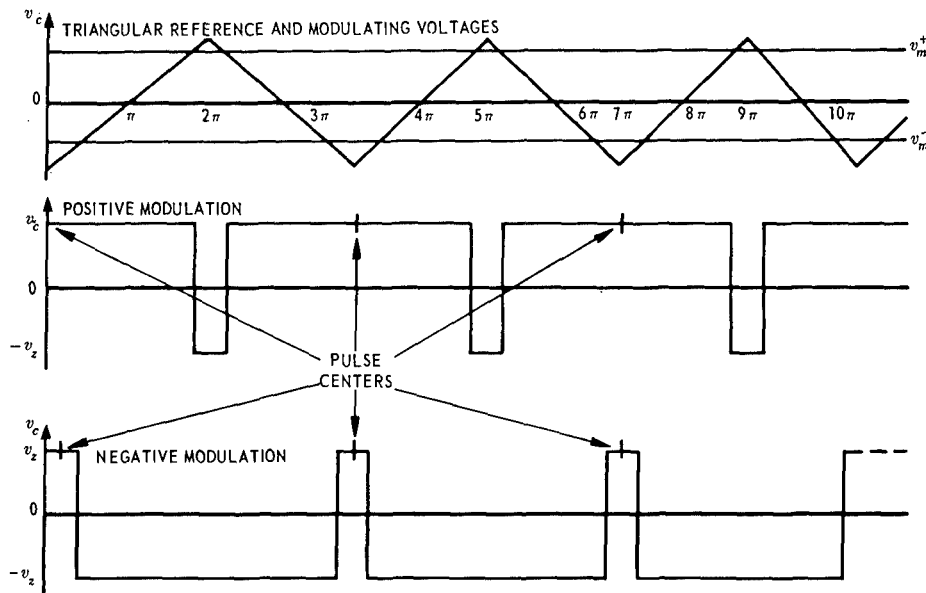 v_c
TRIANGULAR REFERENCE AND MODULATING VOLTAGES
v_m^+
0
π 2π 3π 4π 5π 6π 7π 8π 9π 10π
v_m^-
POSITIVE MODULATION
v_c
0
-v_z
PULSE
CENTERS
v_c
v_z
NEGATIVE MODULATION
0
-v_z